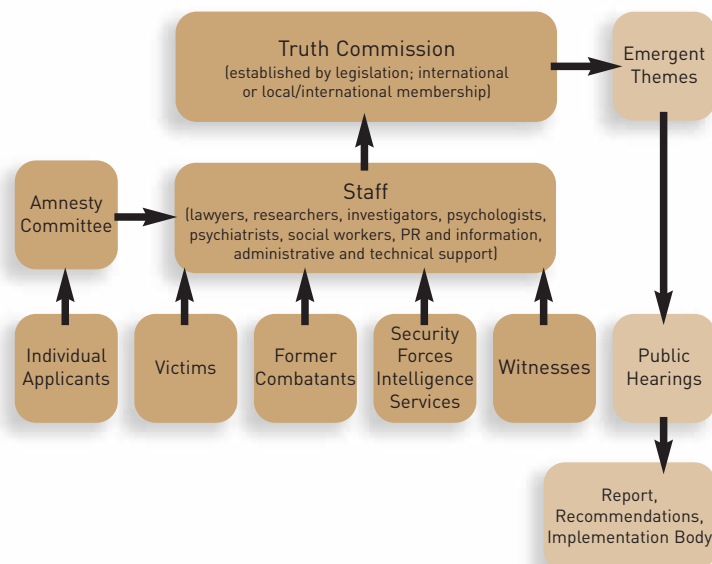 Truth Commission
(established by legislation; international
or local/international membership)
Emergent
Themes
Amnesty
Committee
Staff
(lawyers, researchers, investigators, psychologists,
psychiatrists, social workers, PR and information,
administrative and technical support)
Individual
Applicants
Victims
Former
Combatants
Security
Forces
Intelligence
Services
Witnesses
Public
Hearings
Report,
Recommendations,
Implementation Body